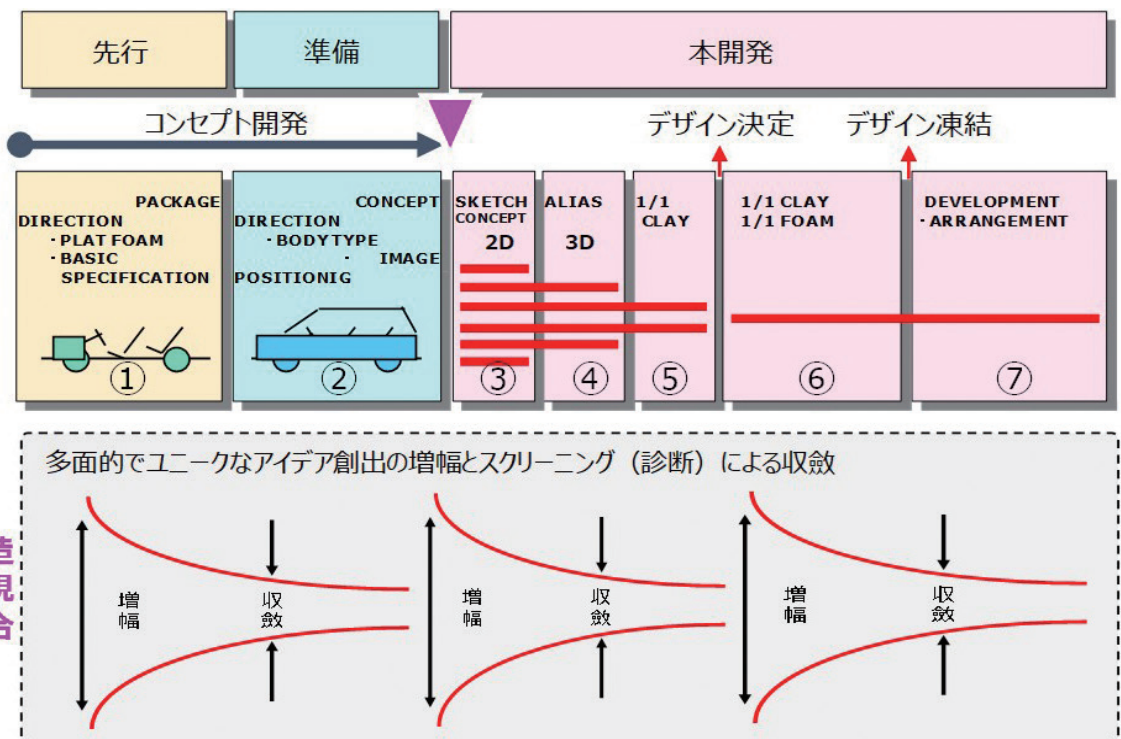 先行
準備
本開発
コンセプト開発
デザイン決定
デザイン凍結
PACKAGE
DIRECTION
・PLAT FOAM
・BASIC
SPECIFICATION
①
CONCEPT
DIRECTION
・BODY TYPE
・ IMAGE
POSITIONIG
②
SKETCH
CONCEPT
2D
③
ALIAS
3D
④
1/1
CLAY
⑤
1/1 CLAY
1/1 FOAM
⑥
DEVELOPMENT
・ARRANGEMENT
⑦
多面的でユニークなアイデア創出の増幅とスクリーニング（診断）による収斂
増幅
収斂
増幅
収斂
増幅
収斂